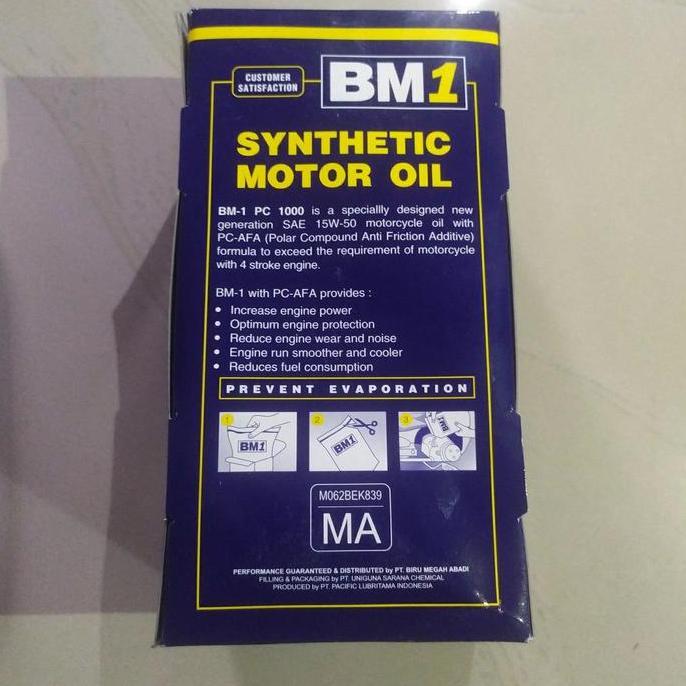 CUSTOMER
SATISFACTION
BM1
SYNTHETIC
MOTOR OIL
BM-1 PC 1000 is a speciallly designed new
generation SAE 15W-50 motorcycle oil with
PC-AFA (Polar Compound Anti Friction Additive)
formula to exceed the requirement of motorcycle
with 4 stroke engine.
BM-1 with PC-AFA provides :
• Increase engine power
• Optimum engine protection
• Reduce engine wear and noise
• Engine run smoother and cooler
• Reduces fuel consumption
PREVENT EVAPORATION
1
BM1
2
BM1
3
BM1
M062BEK839
MA
PERFORMANCE GUARANTEED & DISTRIBUTED by PT. BIRU MEGAH ABADI
FILLING & PACKAGING by PT. UNIGUNA SARANA CHEMICAL
PRODUCED by PT. PACIFIC LUBRITAMA INDONESIA